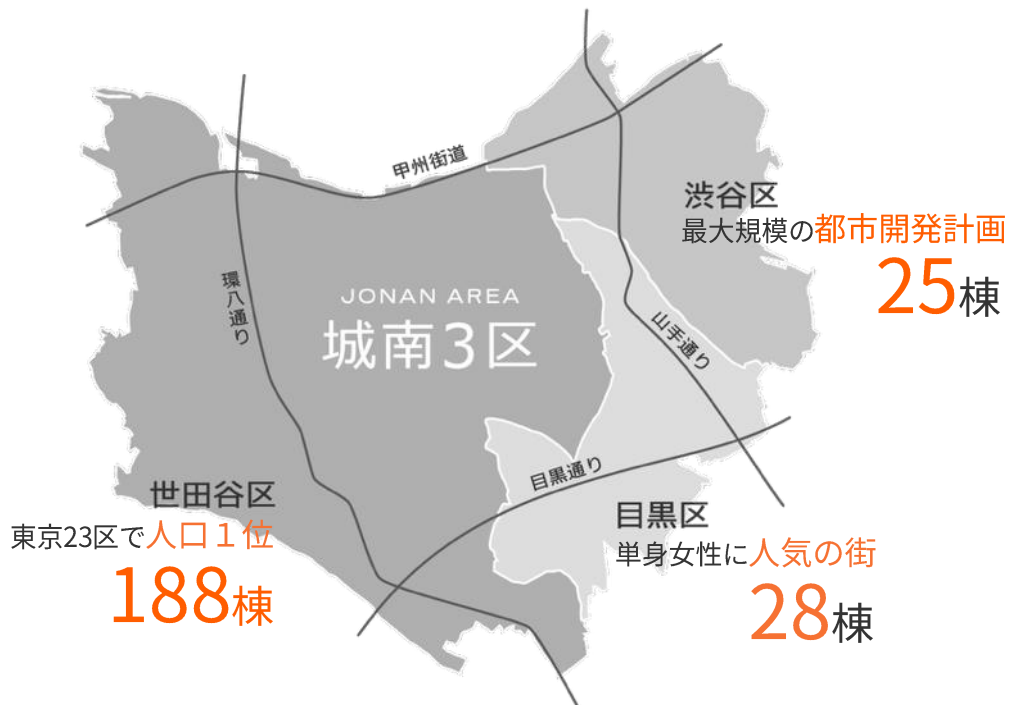 甲州街道
渋谷区
最大規模の都市開発計画
25棟
環八通り
JONAN AREA
城南3区
山手通り
目黒通り
世田谷区
東京23区で人口１位
188棟
目黒区
単身女性に人気の街
28棟